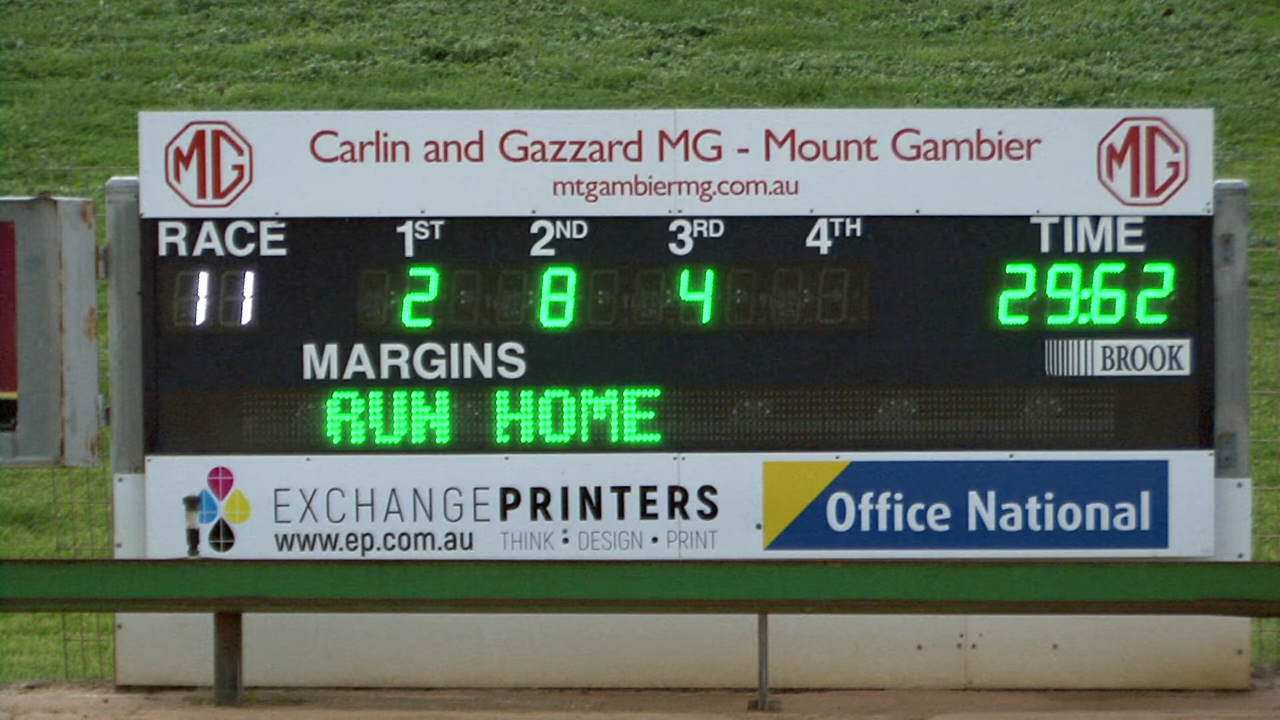 MG Carlin and Gazzard MG - Mount Gambier MG
mtgambiermg.com.au
RACE 1ST 2ND 3RD 4TH TIME
11 2 8 4 29:62
MARGINS BROOK
RUN HOME
EXCHANGEPRINTERS Office National
www.ep.com.au THINK • DESIGN • PRINT